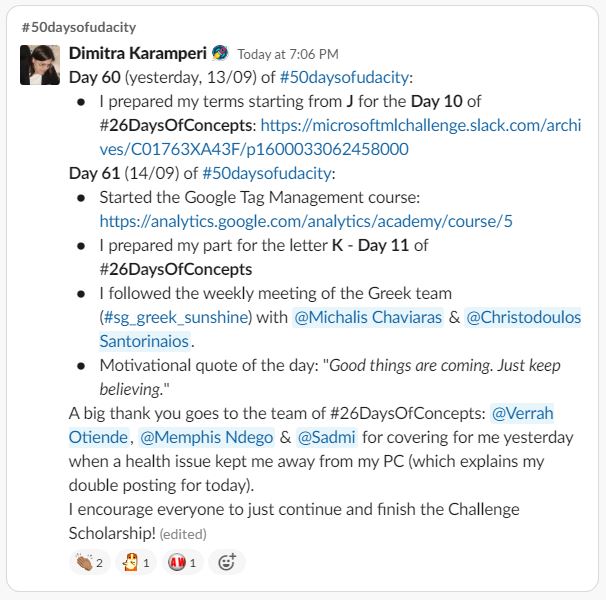 #50daysofudacity
Dimitra Karamperi Today at 7:06 PM
Day 60 (yesterday, 13/09) of #50daysofudacity:
• I prepared my terms starting from J for the Day 10 of
#26DaysOfConcepts: https://microsoftmlchallenge.slack.com/archi
ves/C01763XA43F/p1600033062458000
Day 61 (14/09) of #50daysofudacity:
• Started the Google Tag Management course:
https://analytics.google.com/analytics/academy/course/5
• I prepared my part for the letter K - Day 11 of
#26DaysOfConcepts
• I followed the weekly meeting of the Greek team
(#sg_greek_sunshine) with @Michalis Chaviaras & @Christodoulos
Santorinaios .
• Motivational quote of the day: "Good things are coming. Just keep
believing."
A big thank you goes to the team of #26DaysOfConcepts: @Verrah
Otiende , @Memphis Ndego & @Sadmi for covering for me yesterday
when a health issue kept me away from my PC (which explains my
double posting for today).
I encourage everyone to just continue and finish the Challenge
Scholarship! (edited)
2 1 AW 1